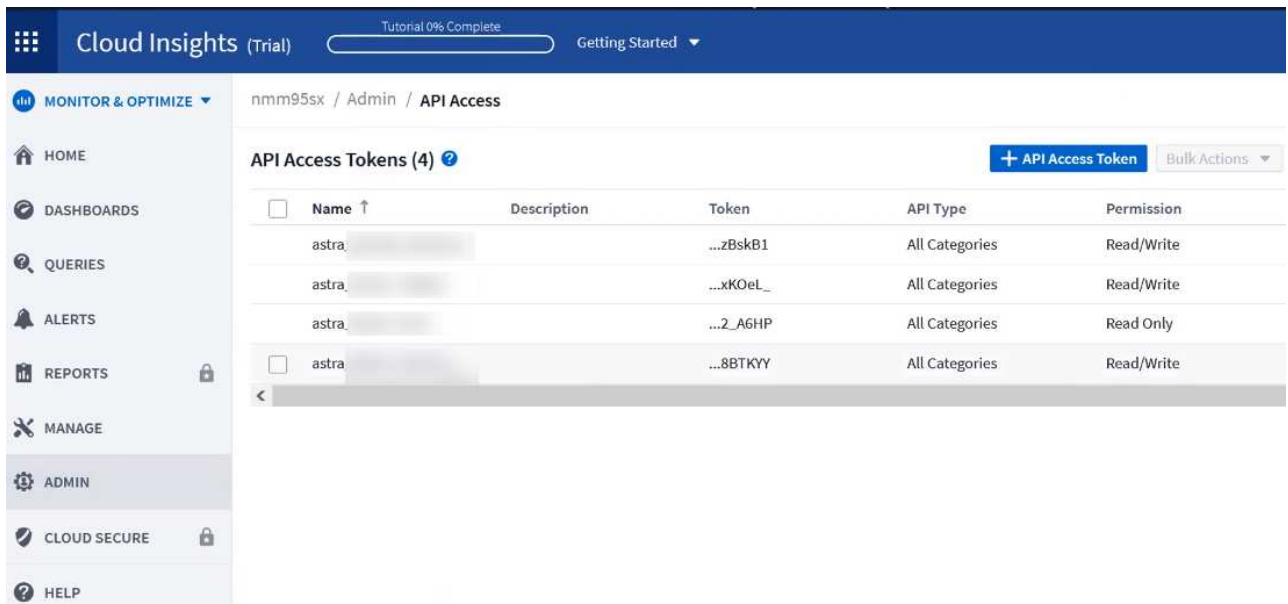 Cloud Insights (Trial)
Tutorial 0% Complete
Getting Started
MONITOR & OPTIMIZE
nmm95sx / Admin / API Access
HOME
API Access Tokens (4)
+ API Access Token
Bulk Actions
DASHBOARDS
Name ↑ Description Token API Type Permission
astra ...zBskB1 All Categories Read/Write
QUERIES
astra ...xKOeL_ All Categories Read/Write
ALERTS
astra ...2_A6HP All Categories Read Only
REPORTS
astra ...8BTKYY All Categories Read/Write
MANAGE
ADMIN
CLOUD SECURE
HELP